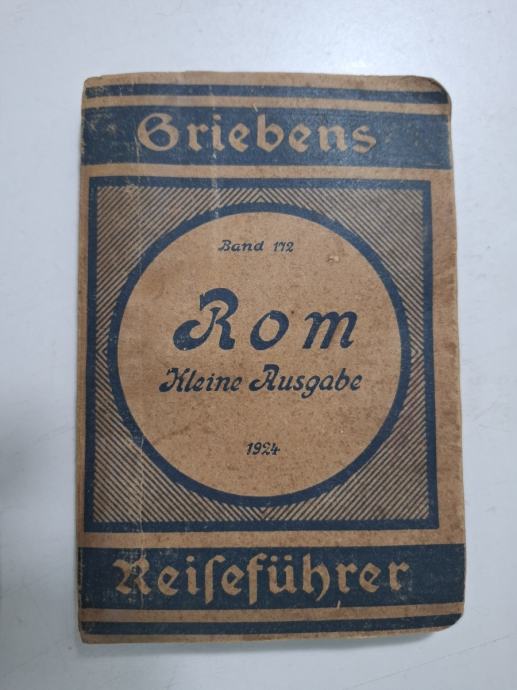 Griebens
Band 172
Rom
Kleine Ausgabe
1924
Reiſeführer